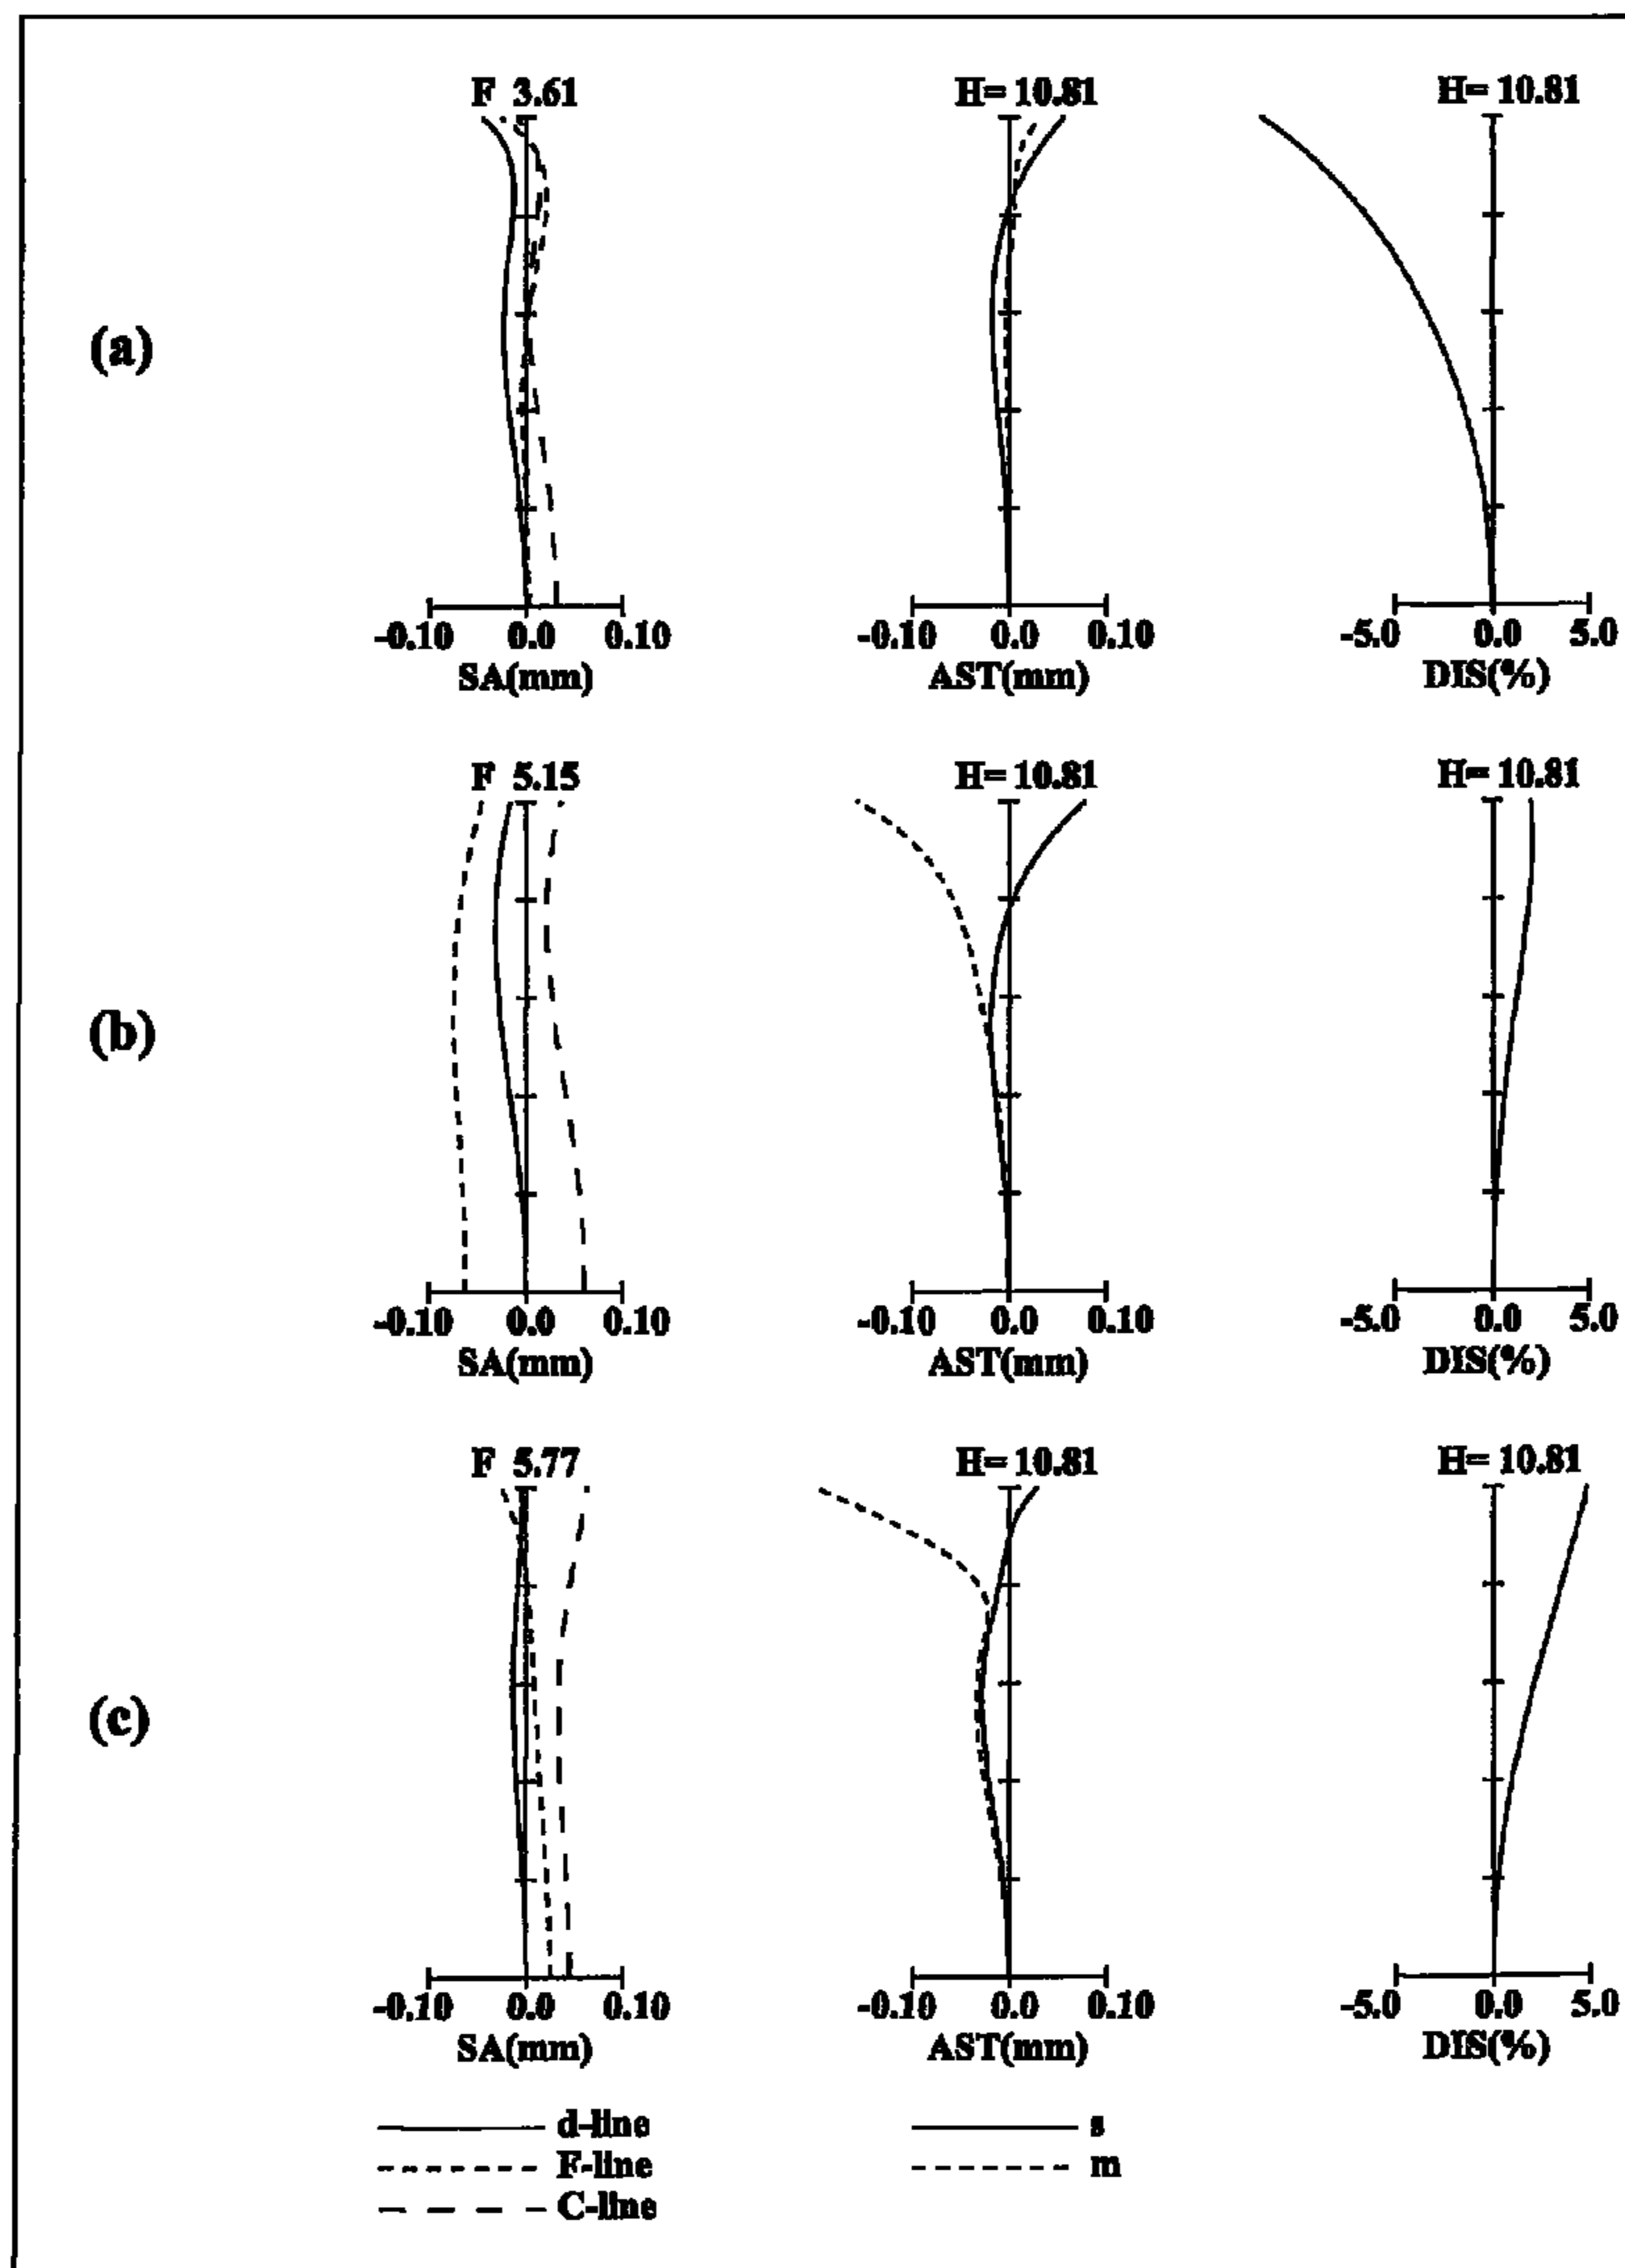 F 3.61 H= 10.81 H= 10.81
(a)
-0.10 0.0 0.10 -0.10 0.0 0.10 -5.0 0.0 5.0
SA(mm) AST(mm) DIS(%)
F 5.15 H= 10.81 H= 10.81
(b)
-0.10 0.0 0.10 -0.10 0.0 0.10 -5.0 0.0 5.0
SA(mm) AST(mm) DIS(%)
F 5.77 H= 10.81 H= 10.81
(c)
-0.10 0.0 0.10 -0.10 0.0 0.10 -5.0 0.0 5.0
SA(mm) AST(mm) DIS(%)
d-line s
F-line m
C-line